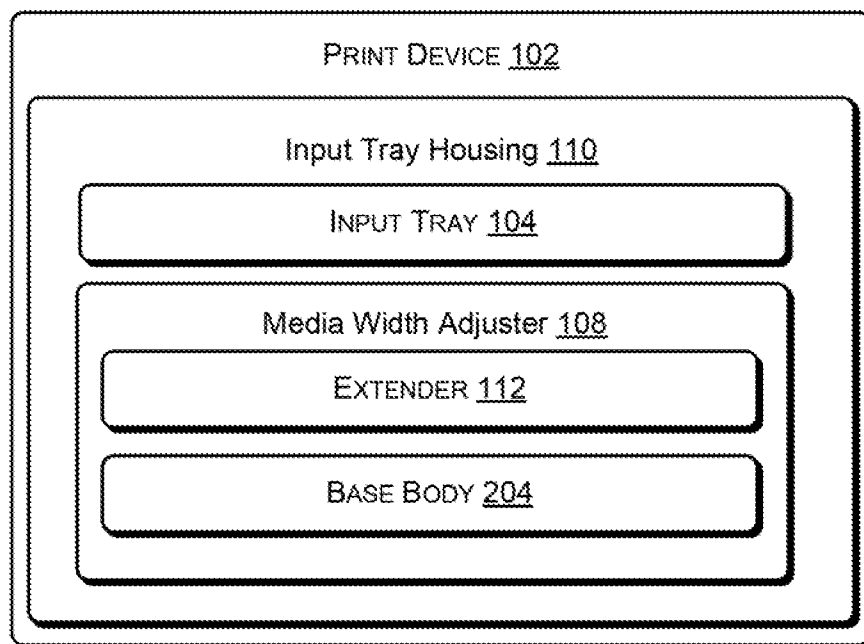 PRINT DEVICE 102
Input Tray Housing 110
INPUT TRAY 104
Media Width Adjuster 108
EXTENDER 112
BASE BODY 204